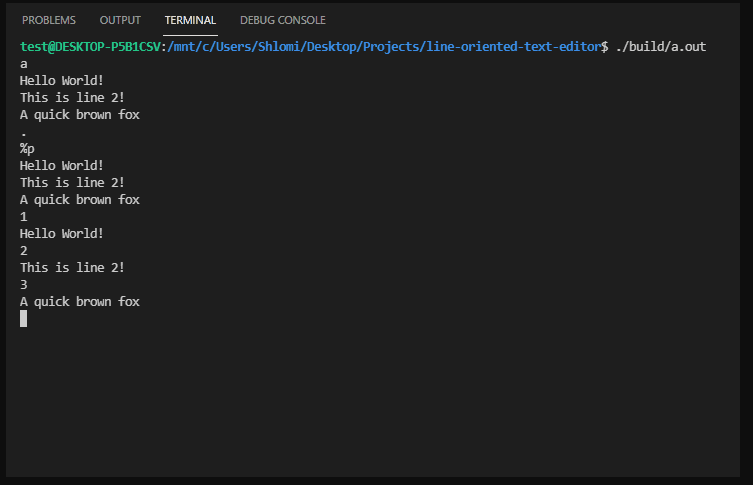 PROBLEMS OUTPUT TERMINAL DEBUG CONSOLE
test@DESKTOP-P5B1CSV:/mnt/c/Users/Shlomi/Desktop/Projects/line-oriented-text-editor$ ./build/a.out
a
Hello World!
This is line 2!
A quick brown fox
.
%p
Hello World!
This is line 2!
A quick brown fox
1
Hello World!
2
This is line 2!
3
A quick brown fox